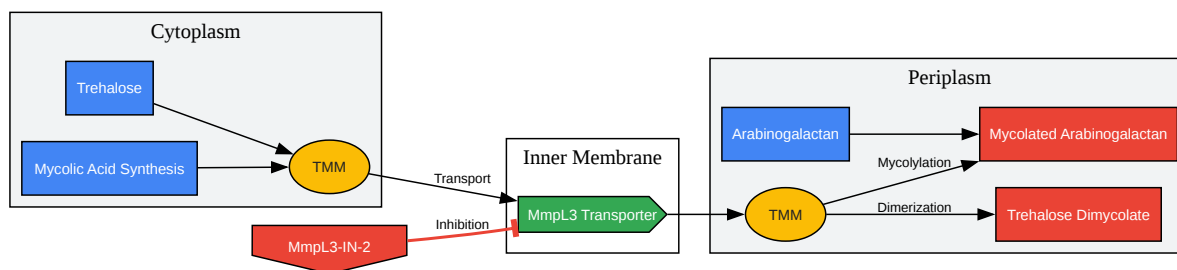 Cytoplasm
Trehalose
Mycolic Acid Synthesis
TMM
Transport
Inhibition
MmpL3-IN-2
Inner Membrane
MmpL3 Transporter
Periplasm
Arabinogalactan
Mycolated Arabinogalactan
Mycolylation
TMM
Dimerization
Trehalose Dimycolate